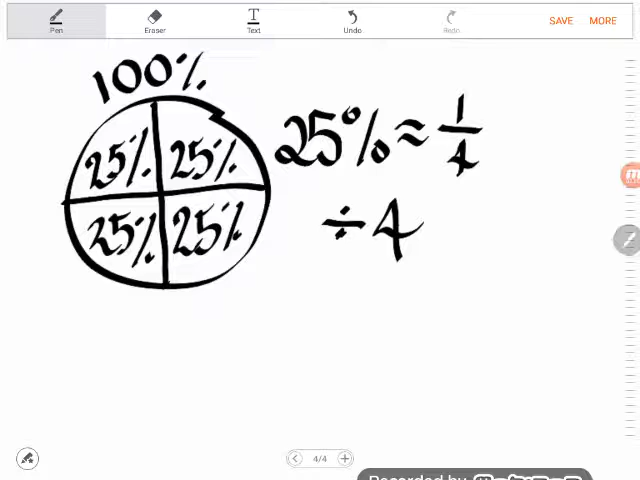 Pen Eraser Text Undo Redo SAVE MORE
100%
25% 25%
25% 25%
25% ≈ 1/4
÷ 4
4/4
Recorded by